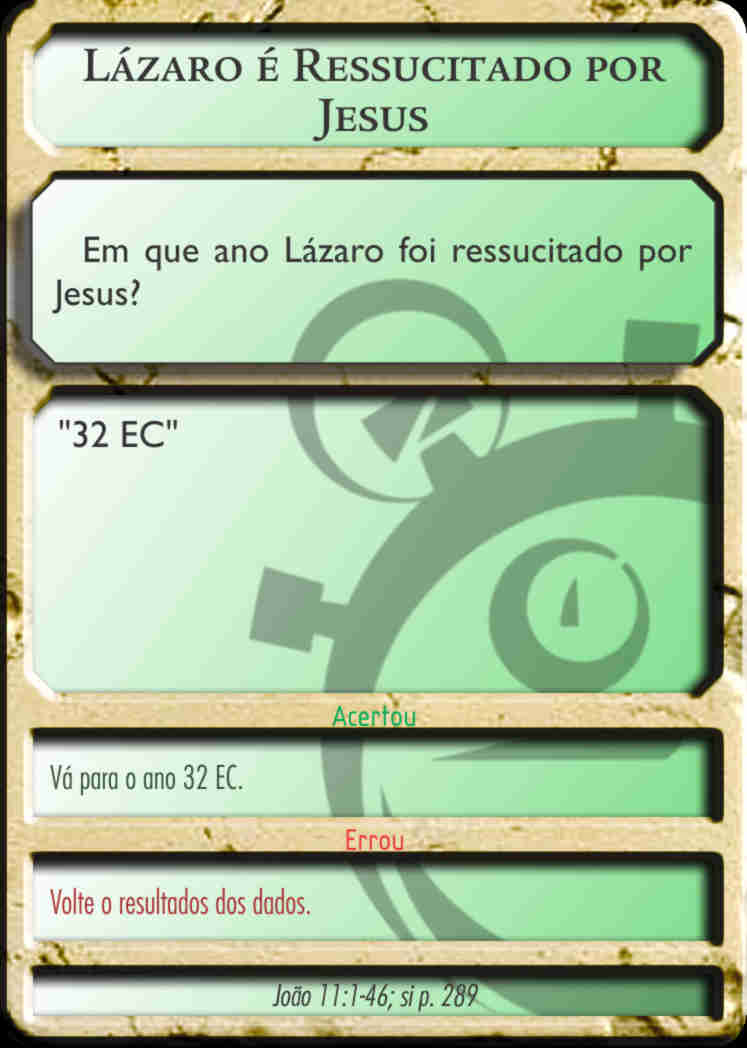 Lázaro é Ressucitado por
Jesus
Em que ano Lázaro foi ressucitado por
Jesus?
"32 EC"
Acertou
Vá para o ano 32 EC.
Errou
Volte o resultados dos dados.
João 11:1-46; si p. 289